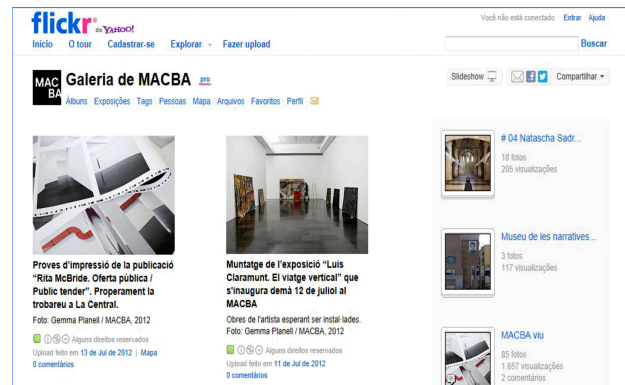 flickr® do YAHOO!
Você não está conectado Entrar Ajuda
Início O tour Cadastrar-se Explorar Fazer upload
Buscar
MAC
BA
Galeria de MACBA pro
Álbuns Exposições Tags Pessoas Mapa Arquivos Favoritos Perfil
Slideshow Compartilhar
Proves d'impressió de la publicació
“Rita McBride. Oferta pública /
Public tender”. Properament la
trobareu a La Central.
Foto: Gemma Planell / MACBA, 2012
Alguns direitos reservados
Upload feito em 13 de Jul de 2012 | Mapa
0 comentários
Muntatge de l'exposició “Luis
Claramunt. El viatge vertical” que
s'inaugura demà 12 de juliol al
MACBA
Obres de l'artista esperant ser instal·lades.
Foto: Gemma Planell / MACBA, 2012
Alguns direitos reservados
Upload feito em 11 de Jul de 2012
0 comentários
# 04 Natascha Sadr...
18 fotos
205 visualizações
Museu de les narratives...
3 fotos
117 visualizações
MACBA viu
85 fotos
1.657 visualizações
2 comentários